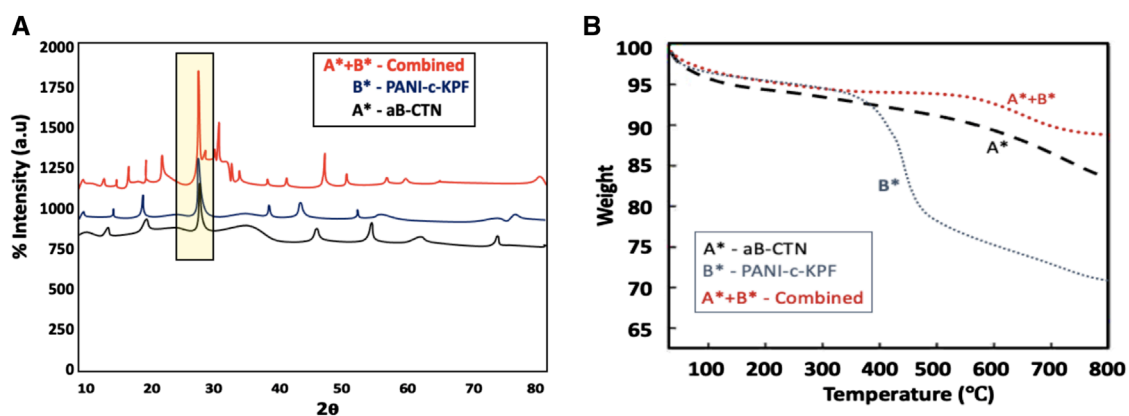 A
% Intensity (a.u)
2000
1750
1500
1250
1000
750
500
250
0
A*+B* - Combined
B* - PANI-c-KPF
A* - aB-CTN
10 20 30 40 50 60 70 80
2θ
B
Weight
100
95
90
85
80
75
70
65
A*+B*
A*
B*
A* - aB-CTN
B* - PANI-c-KPF
A*+B* - Combined
100 200 300 400 500 600 700 800
Temperature (℃)